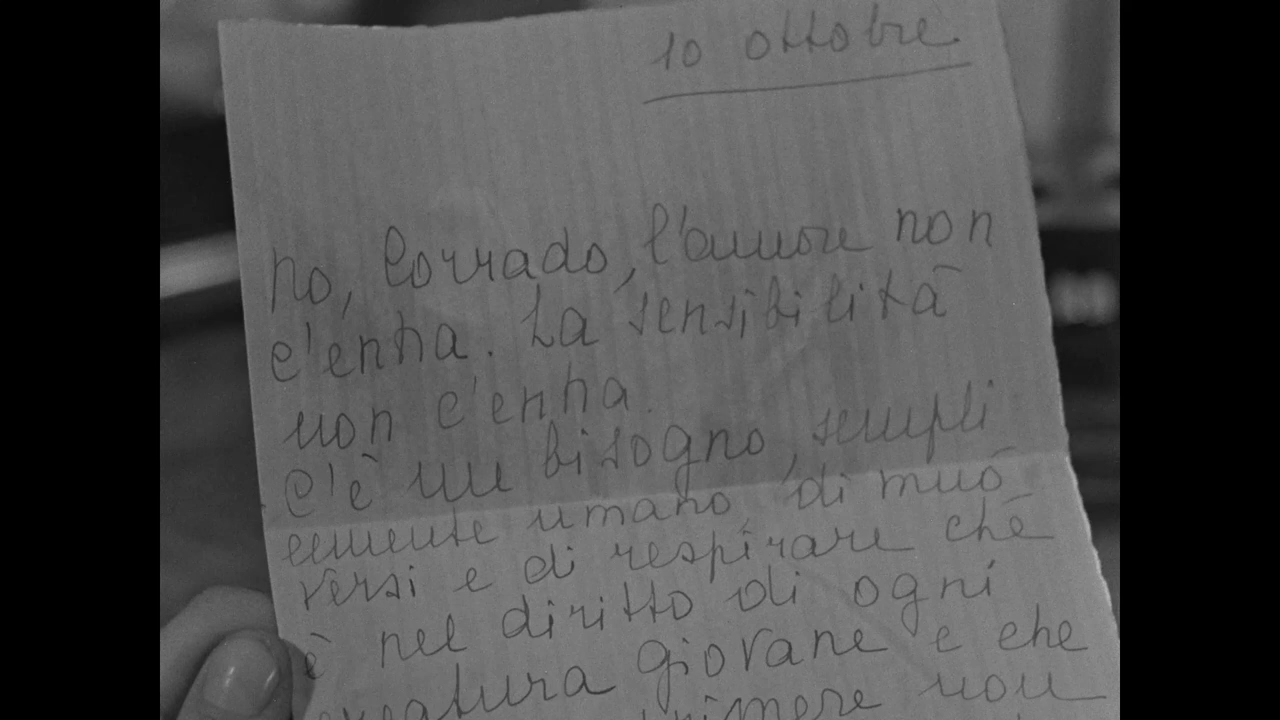 10 ottobre
No, Corrado, l'amore non
c'entra. La sensibilità
non c'entra.
C'è un bisogno, sempli
cemente umano, di muo
versi e di respirare che
è nel diritto di ogni
creatura giovane e che
non